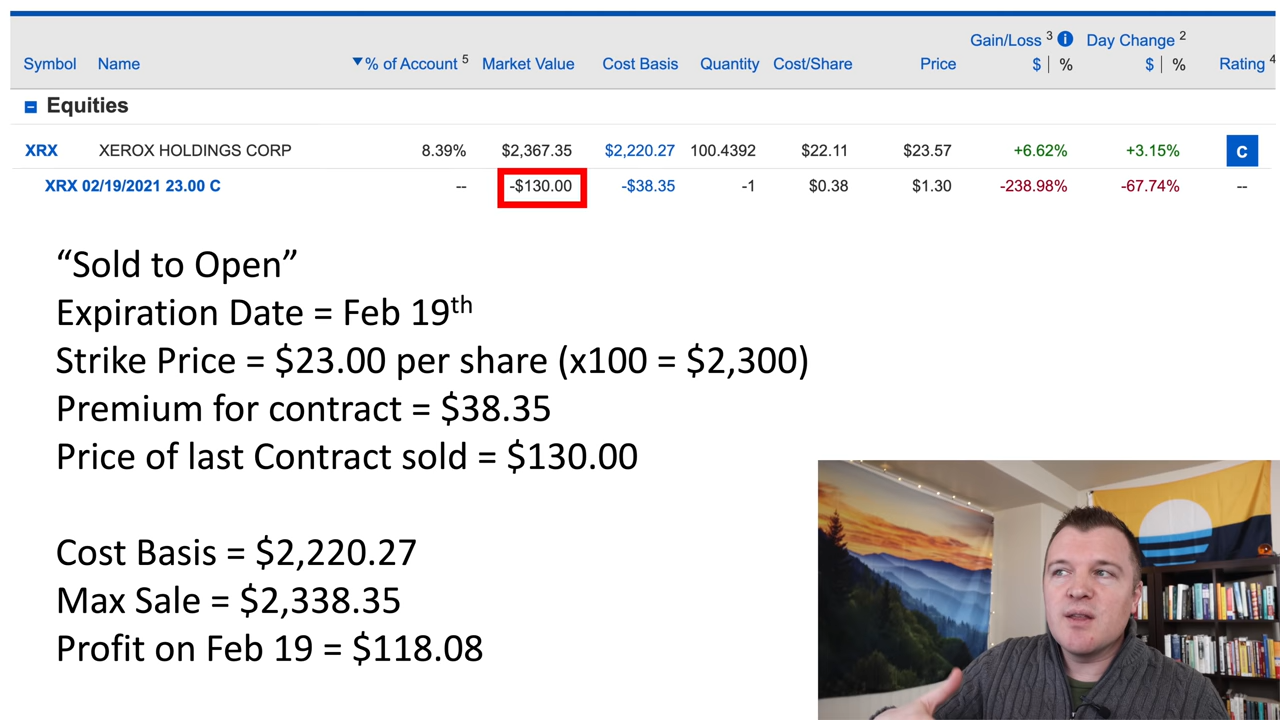 Gain/Loss 3 i Day Change 2
Symbol Name ▼% of Account 5 Market Value Cost Basis Quantity Cost/Share Price $ | % $ | % Rating 4
Equities
XRX XEROX HOLDINGS CORP 8.39% $2,367.35 $2,220.27 100.4392 $22.11 $23.57 +6.62% +3.15% C
XRX 02/19/2021 23.00 C -- -$130.00 -$38.35 -1 $0.38 $1.30 -238.98% -67.74% --
“Sold to Open”
Expiration Date = Feb 19th
Strike Price = $23.00 per share (x100 = $2,300)
Premium for contract = $38.35
Price of last Contract sold = $130.00
Cost Basis = $2,220.27
Max Sale = $2,338.35
Profit on Feb 19 = $118.08